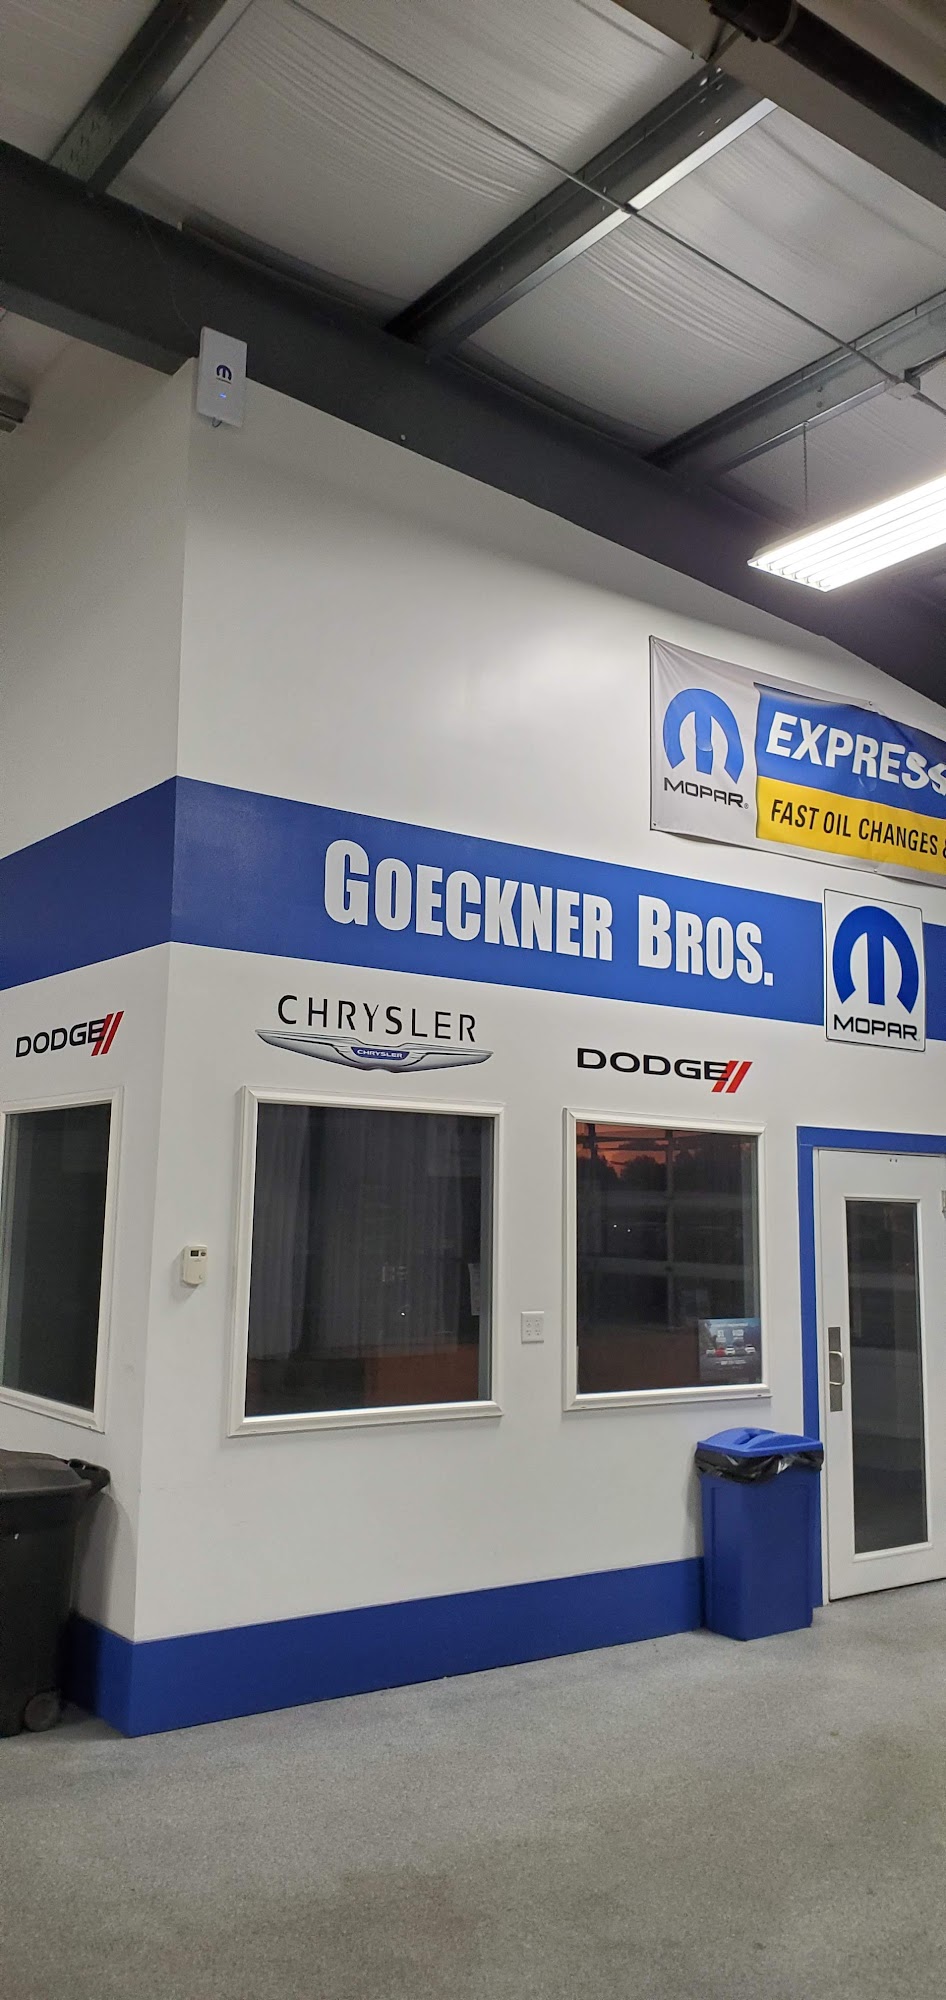 EXPRESS
MOPAR®
FAST OIL CHANGES &
GOECKNER BROS.
MOPAR
DODGE
CHRYSLER
CHRYSLER
DODGE